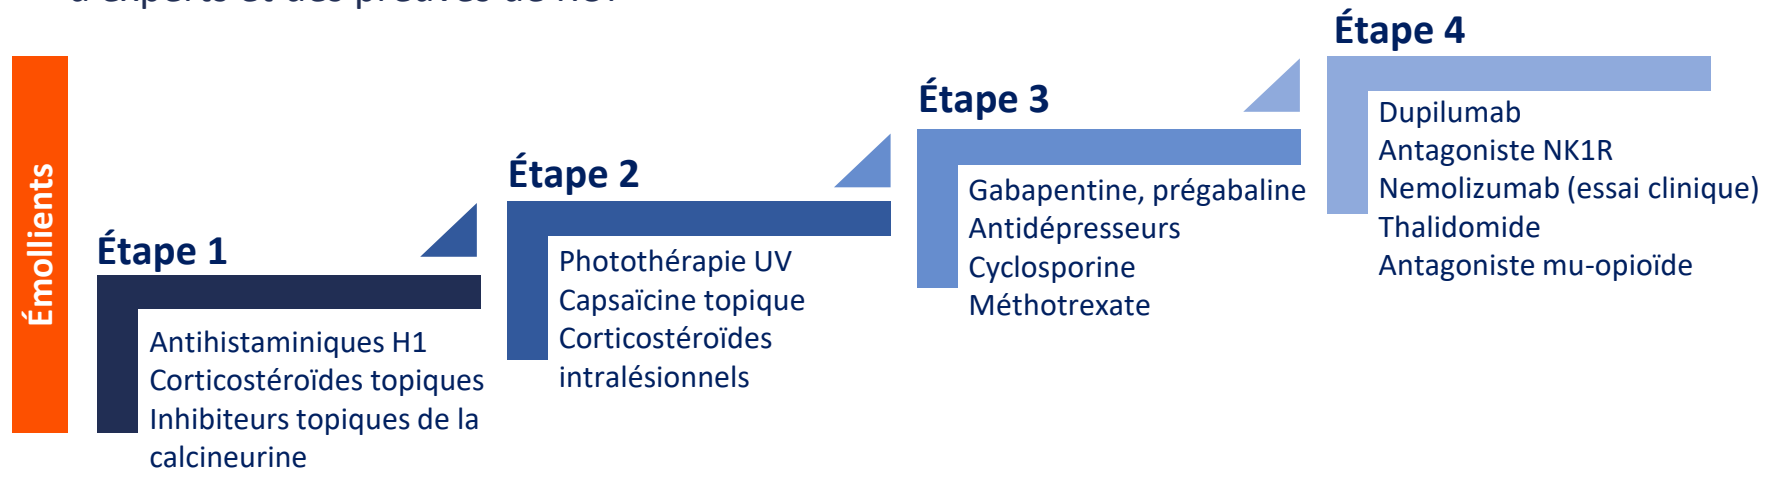 Émollients
Étape 1
Antihistaminiques H1
Corticostéroïdes topiques
Inhibiteurs topiques de la
calcineurine
Étape 2
Photothérapie UV
Capsaïcine topique
Corticostéroïdes
intralésionnels
Étape 3
Gabapentine, prégabaline
Antidépresseurs
Cyclosporine
Méthotrexate
Étape 4
Dupilumab
Antagoniste NK1R
Nemolizumab (essai clinique)
Thalidomide
Antagoniste mu-opioïde